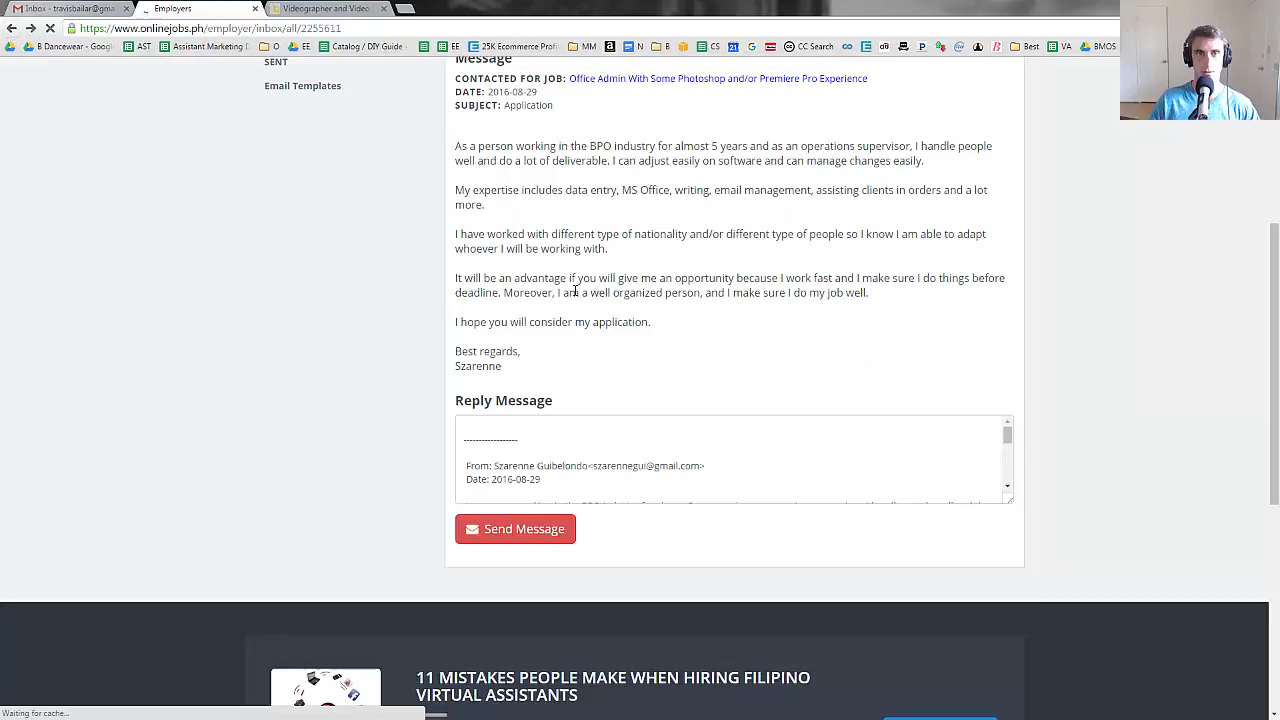 Inbox - travisbailar@gma
Employers
Videographer and Video
https://www.onlinejobs.ph/employer/inbox/all/2255611
B Dancewear - Googl
AST
Assistant Marketing
O
EE
Catalog / DIY Guide
EE
25K Ecommerce Profi
MM
N
B
CS
CC Search
Best
VA
BMOS
SENT
Email Templates
Message
CONTACTED FOR JOB: Office Admin With Some Photoshop and/or Premiere Pro Experience
DATE: 2016-08-29
SUBJECT: Application
As a person working in the BPO industry for almost 5 years and as an operations supervisor, I handle people
well and do a lot of deliverable. I can adjust easily on software and can manage changes easily.
My expertise includes data entry, MS Office, writing, email management, assisting clients in orders and a lot
more.
I have worked with different type of nationality and/or different type of people so I know I am able to adapt
whoever I will be working with.
It will be an advantage if you will give me an opportunity because I work fast and I make sure I do things before
deadline. Moreover, I am a well organized person, and I make sure I do my job well.
I hope you will consider my application.
Best regards,
Szarenne
Reply Message
------------------
From: Szarenne Guibelondo<szarennegui@gmail.com>
Date: 2016-08-29
Send Message
11 MISTAKES PEOPLE MAKE WHEN HIRING FILIPINO
VIRTUAL ASSISTANTS
Waiting for cache...